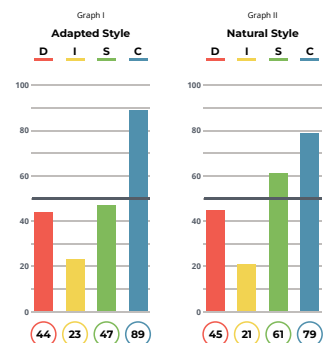 Graph I
Adapted Style
D I S C
100
80
60
40
20
0
44 23 47 89
Graph II
Natural Style
D I S C
100
80
60
40
20
0
45 21 61 79